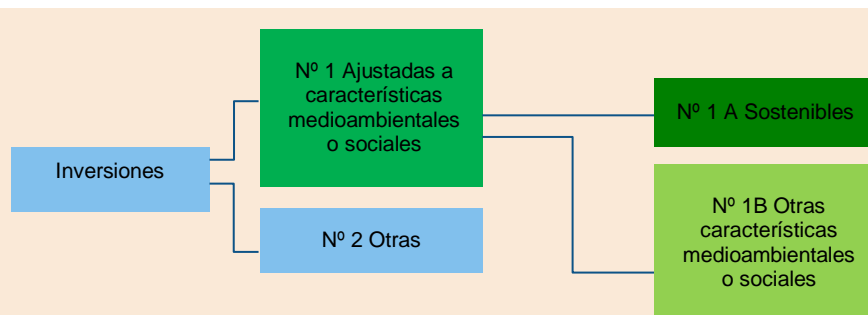 Inversiones
Nº 1 Ajustadas a
características
medioambientales
o sociales
Nº 2 Otras
Nº 1 A Sostenibles
Nº 1B Otras
características
medioambientales
o sociales